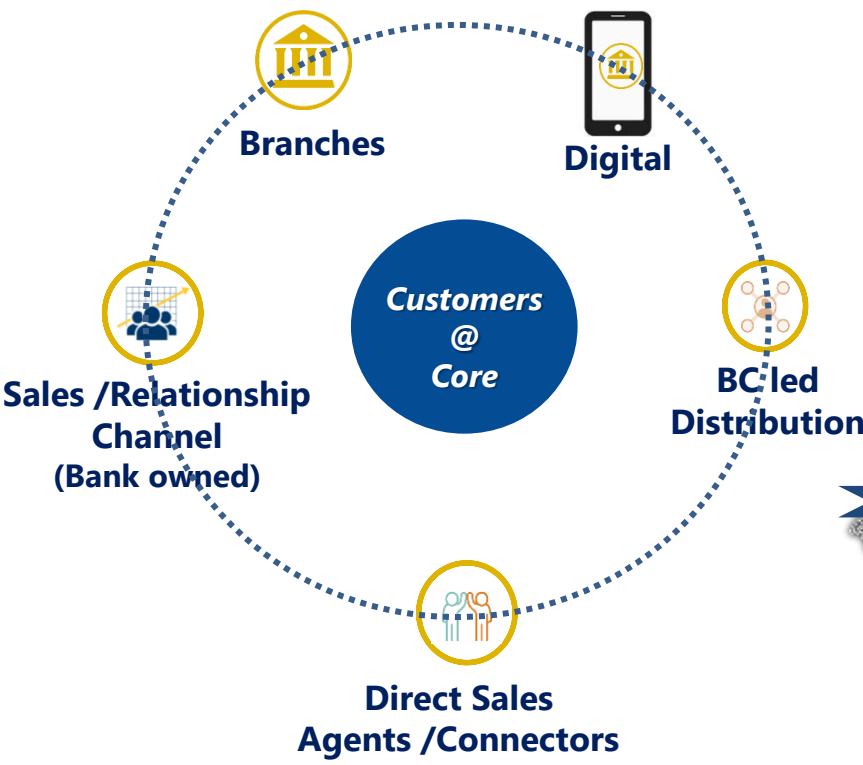 Branches
Digital
Customers
@
Core
Sales /Relationship
Channel
(Bank owned)
BC led
Distribution
Direct Sales
Agents /Connectors